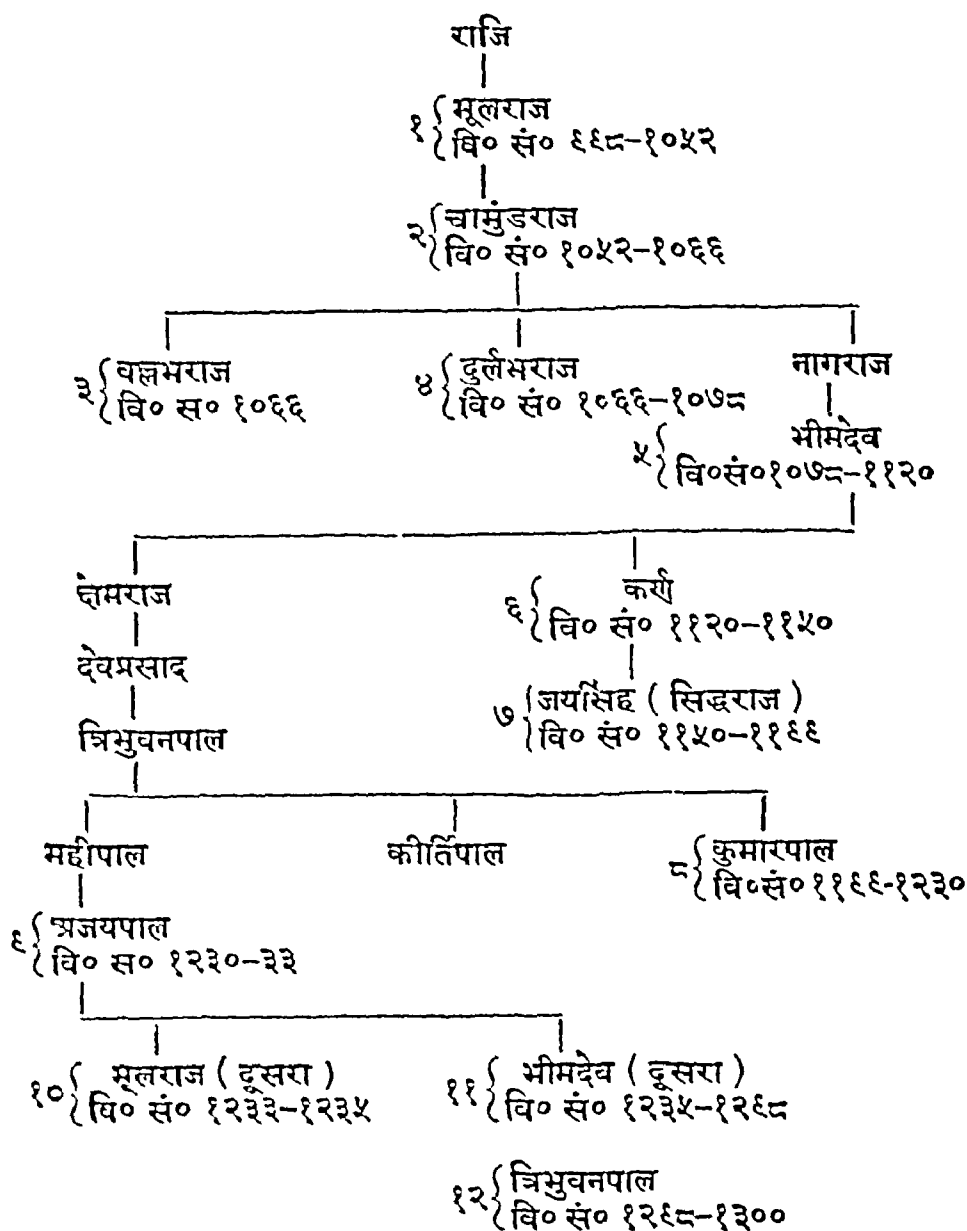 राजि
१ मूलराज
वि० सं० ९९८-१०५२
२ चामुंडराज
वि० सं० १०५२-१०६६
३ वल्लभराज
वि० स० १०६६
४ दुर्लभराज
वि० सं० १०६६-१०७८
नागराज
५ भीमदेव
वि०सं०१०७८-११२०
क्षेमराज
६ कर्ण
वि० सं० ११२०-११५०
देवप्रसाद
७ जयसिंह ( सिद्धराज )
वि० सं० ११५०-११९९
त्रिभुवनपाल
महीपाल
कीर्तिपाल
८ कुमारपाल
वि०सं०११९९-१२३०
९ अजयपाल
वि० स० १२३०-३३
१० मूलराज ( दूसरा )
वि० सं० १२३३-१२३५
११ भीमदेव ( दूसरा )
वि० सं० १२३५-१२९८
१२ त्रिभुवनपाल
वि० सं० १२९८-१३००